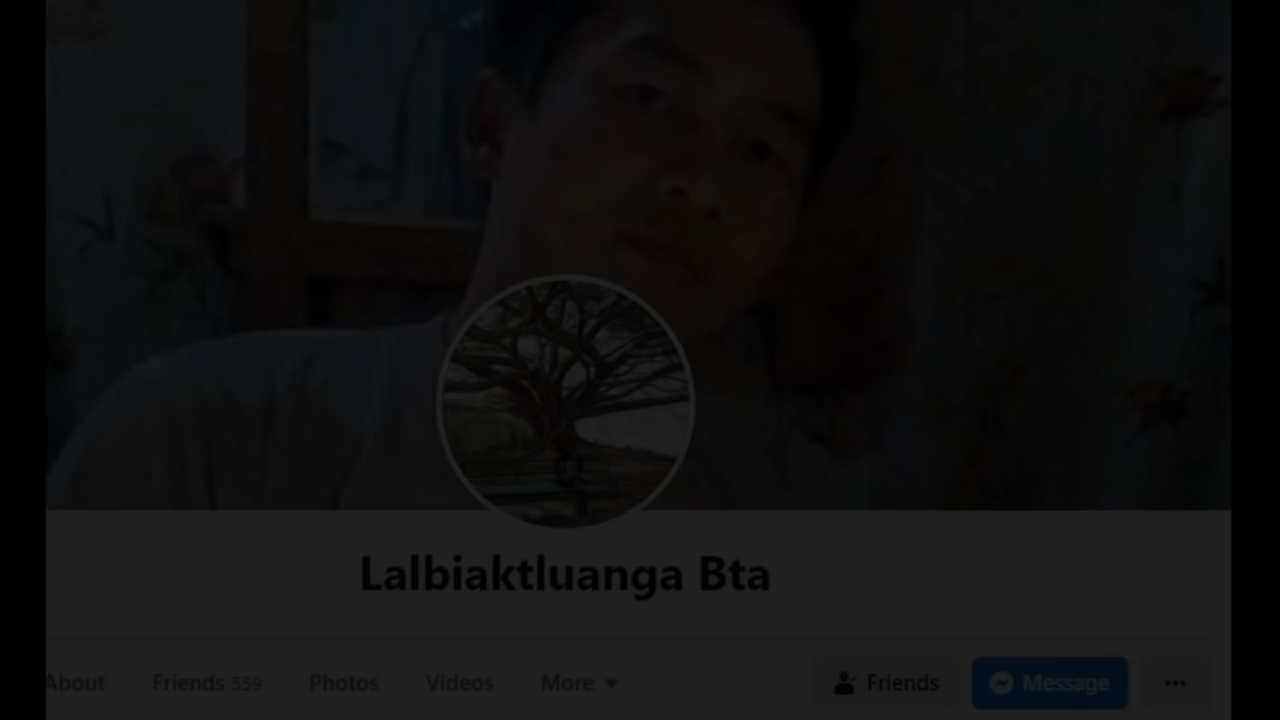 Lalbiaktluanga Bta
About Friends 559 Photos Videos More Friends Message